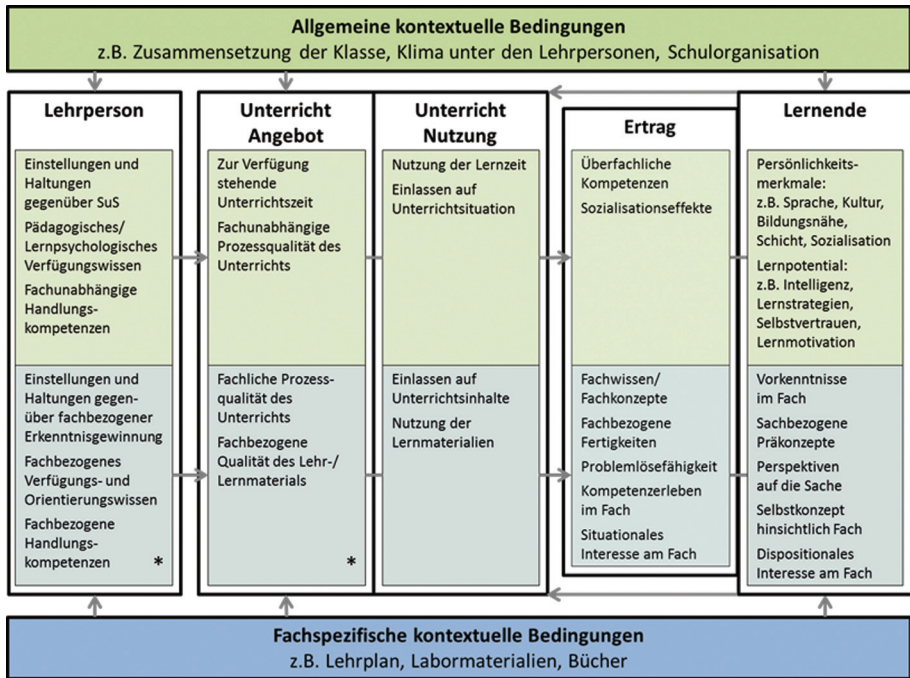 Allgemeine kontextuelle Bedingungen
z.B. Zusammensetzung der Klasse, Klima unter den Lehrpersonen, Schulorganisation
Lehrperson
Einstellungen und
Haltungen
gegenüber SuS
Pädagogisches/
Lernpsychologisches
Verfügungswissen
Fachunabhängige
Handlungs-
kompetenzen
Einstellungen und
Haltungen gegen-
über fachbezogener
Erkenntnisgewinnung
Fachbezogenes
Verfügungs- und
Orientierungswissen
Fachbezogene
Handlungs-
kompetenzen *
Unterricht
Angebot
Zur Verfügung
stehende
Unterrichtszeit
Fachunabhängige
Prozessqualität des
Unterrichts
Fachliche Prozess-
qualität des
Unterrichts
Fachbezogene
Qualität des Lehr-/
Lernmaterials
*
Unterricht
Nutzung
Nutzung der Lernzeit
Einlassen auf
Unterrichtsituation
Einlassen auf
Unterrichtsinhalte
Nutzung der
Lernmaterialien
Ertrag
Überfachliche
Kompetenzen
Sozialisationseffekte
Fachwissen/
Fachkonzepte
Fachbezogene
Fertigkeiten
Problemlösefähigkeit
Kompetenzerleben
im Fach
Situationales
Interesse am Fach
Lernende
Persönlichkeits-
merkmale:
z.B. Sprache, Kultur,
Bildungsnähe,
Schicht, Sozialisation
Lernpotential:
z.B. Intelligenz,
Lernstrategien,
Selbstvertrauen,
Lernmotivation
Vorkenntnisse
im Fach
Sachbezogene
Präkonzepte
Perspektiven
auf die Sache
Selbstkonzept
hinsichtlich Fach
Dispositionales
Interesse am Fach
Fachspezifische kontextuelle Bedingungen
z.B. Lehrplan, Labormaterialien, Bücher